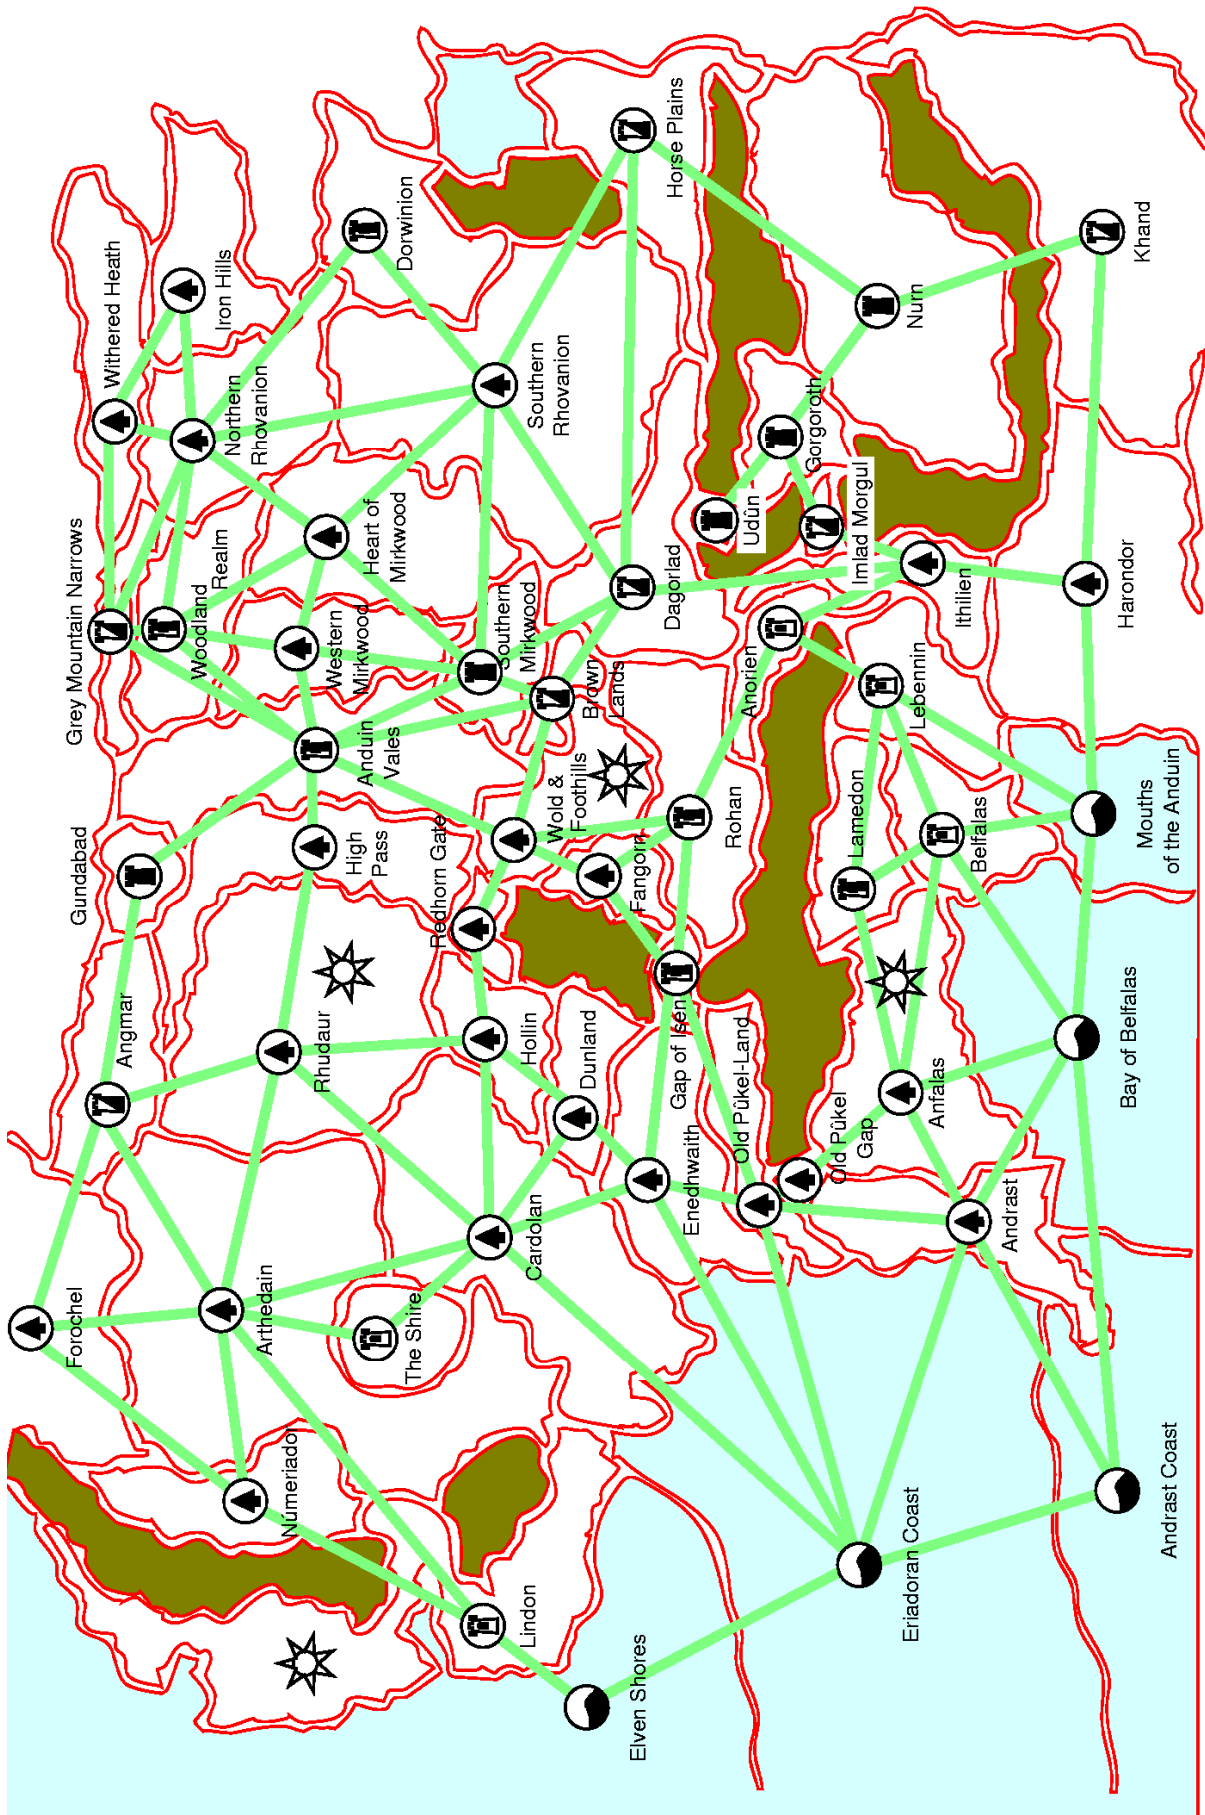 Forochel
Angmar
Gundabad
Grey Mountain Narrows
Withered Heath
Iron Hills
Northern
Rhovanion
Woodland
Realm
Númeriador
Arthedain
Rhudaur
High
Pass
Anduin
Vales
Western
Mirkwood
Heart of
Mirkwood
Dorwinion
The Shire
Lindon
Cardolan
Hollin
Redhorn Gate
Southern
Mirkwood
Southern
Rhovanion
Wold &
Foothills
Brown
Lands
Dunland
Fangorn
Elven Shores
Enedhwaith
Gap of Isen
Rohan
Dagorlad
Horse Plains
Old Pûkel-Land
Anorien
Udûn
Gorgoroth
Old Pûkel
Gap
Lamedon
Imlad Morgul
Nurn
Eriadoran Coast
Anfalas
Lebennin
Ithilien
Andrast
Belfalas
Bay of Belfalas
Harondor
Khand
Mouths
of the Anduin
Andrast Coast